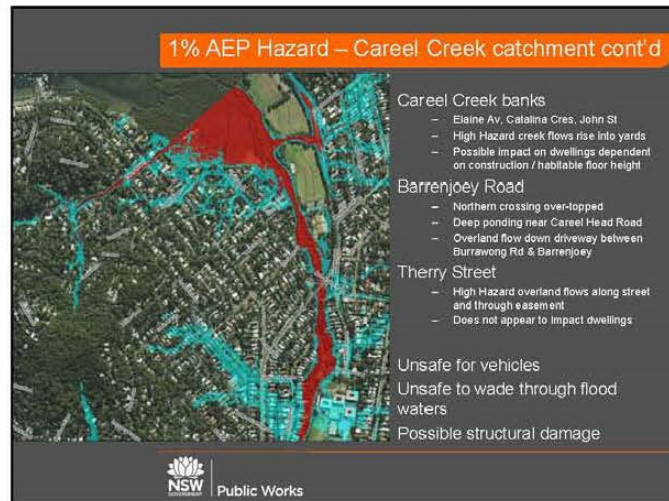 1% AEP Hazard – Careel Creek catchment cont'd
Careel Creek banks
– Elaine Av, Catalina Cres, John St
– High Hazard creek flows rise into yards
– Possible impact on dwellings dependent
on construction / habitable floor height
Barrenjoey Road
– Northern crossing over-topped
– Deep ponding near Careel Head Road
– Overland flow down driveway between
Burrawong Rd & Barrenjoey
Therry Street
– High Hazard overland flows along street
and through easement
– Does not appear to impact dwellings
Unsafe for vehicles
Unsafe to wade through flood
waters
Possible structural damage
NSW
GOVERNMENT
Public Works